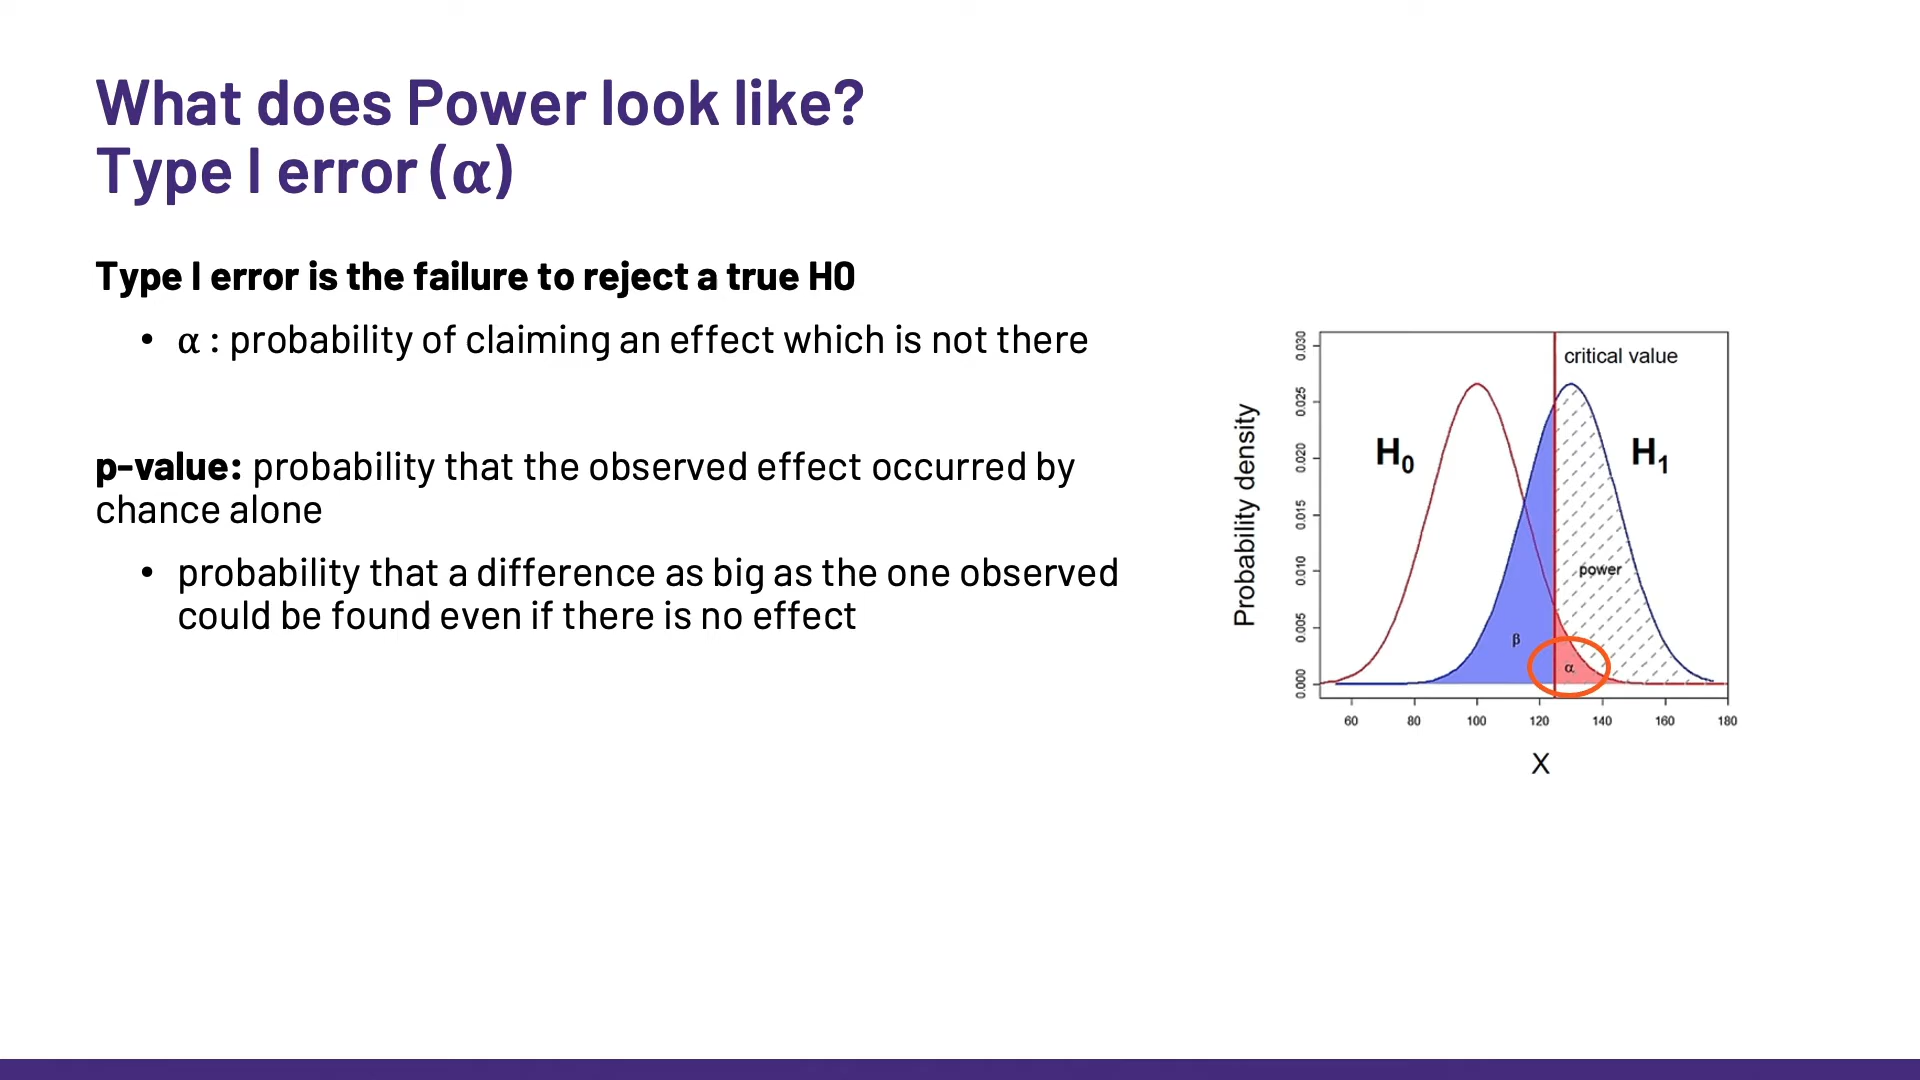 What does Power look like?
Type I error (α)
Type I error is the failure to reject a true H0
• α : probability of claiming an effect which is not there
p-value: probability that the observed effect occurred by
chance alone
• probability that a difference as big as the one observed
could be found even if there is no effect
critical value
H₀
H₁
power
β
α
Probability density
0.000
0.005
0.010
0.015
0.020
0.025
0.030
60 80 100 120 140 160 180
X